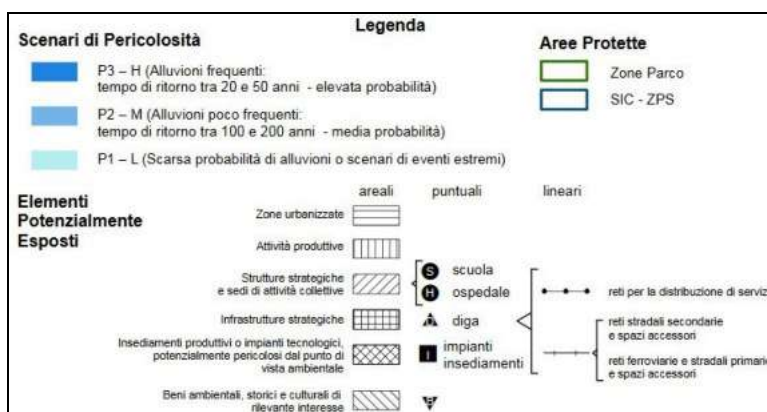 Legenda
Scenari di Pericolosità
P3 – H (Alluvioni frequenti:
tempo di ritorno tra 20 e 50 anni - elevata probabilità)
P2 – M (Alluvioni poco frequenti:
tempo di ritorno tra 100 e 200 anni - media probabilità)
P1 – L (Scarsa probabilità di alluvioni o scenari di eventi estremi)
Aree Protette
Zone Parco
SIC - ZPS
Elementi
Potenzialmente
Esposti
areali
puntuali
lineari
Zone urbanizzate
Attività produttive
Strutture strategiche
e sedi di attività collettive
Infrastrutture strategiche
Insediamenti produttivi o impianti tecnologici,
potenzialmente pericolosi dal punto di
vista ambientale
Beni ambientali, storici e culturali di
rilevante interesse
S scuola
H ospedale
diga
I impianti
insediamenti
reti per la distribuzione di serviz
reti stradali secondarie
e spazi accessori
reti ferroviarie e stradali primarie
e spazi accessori